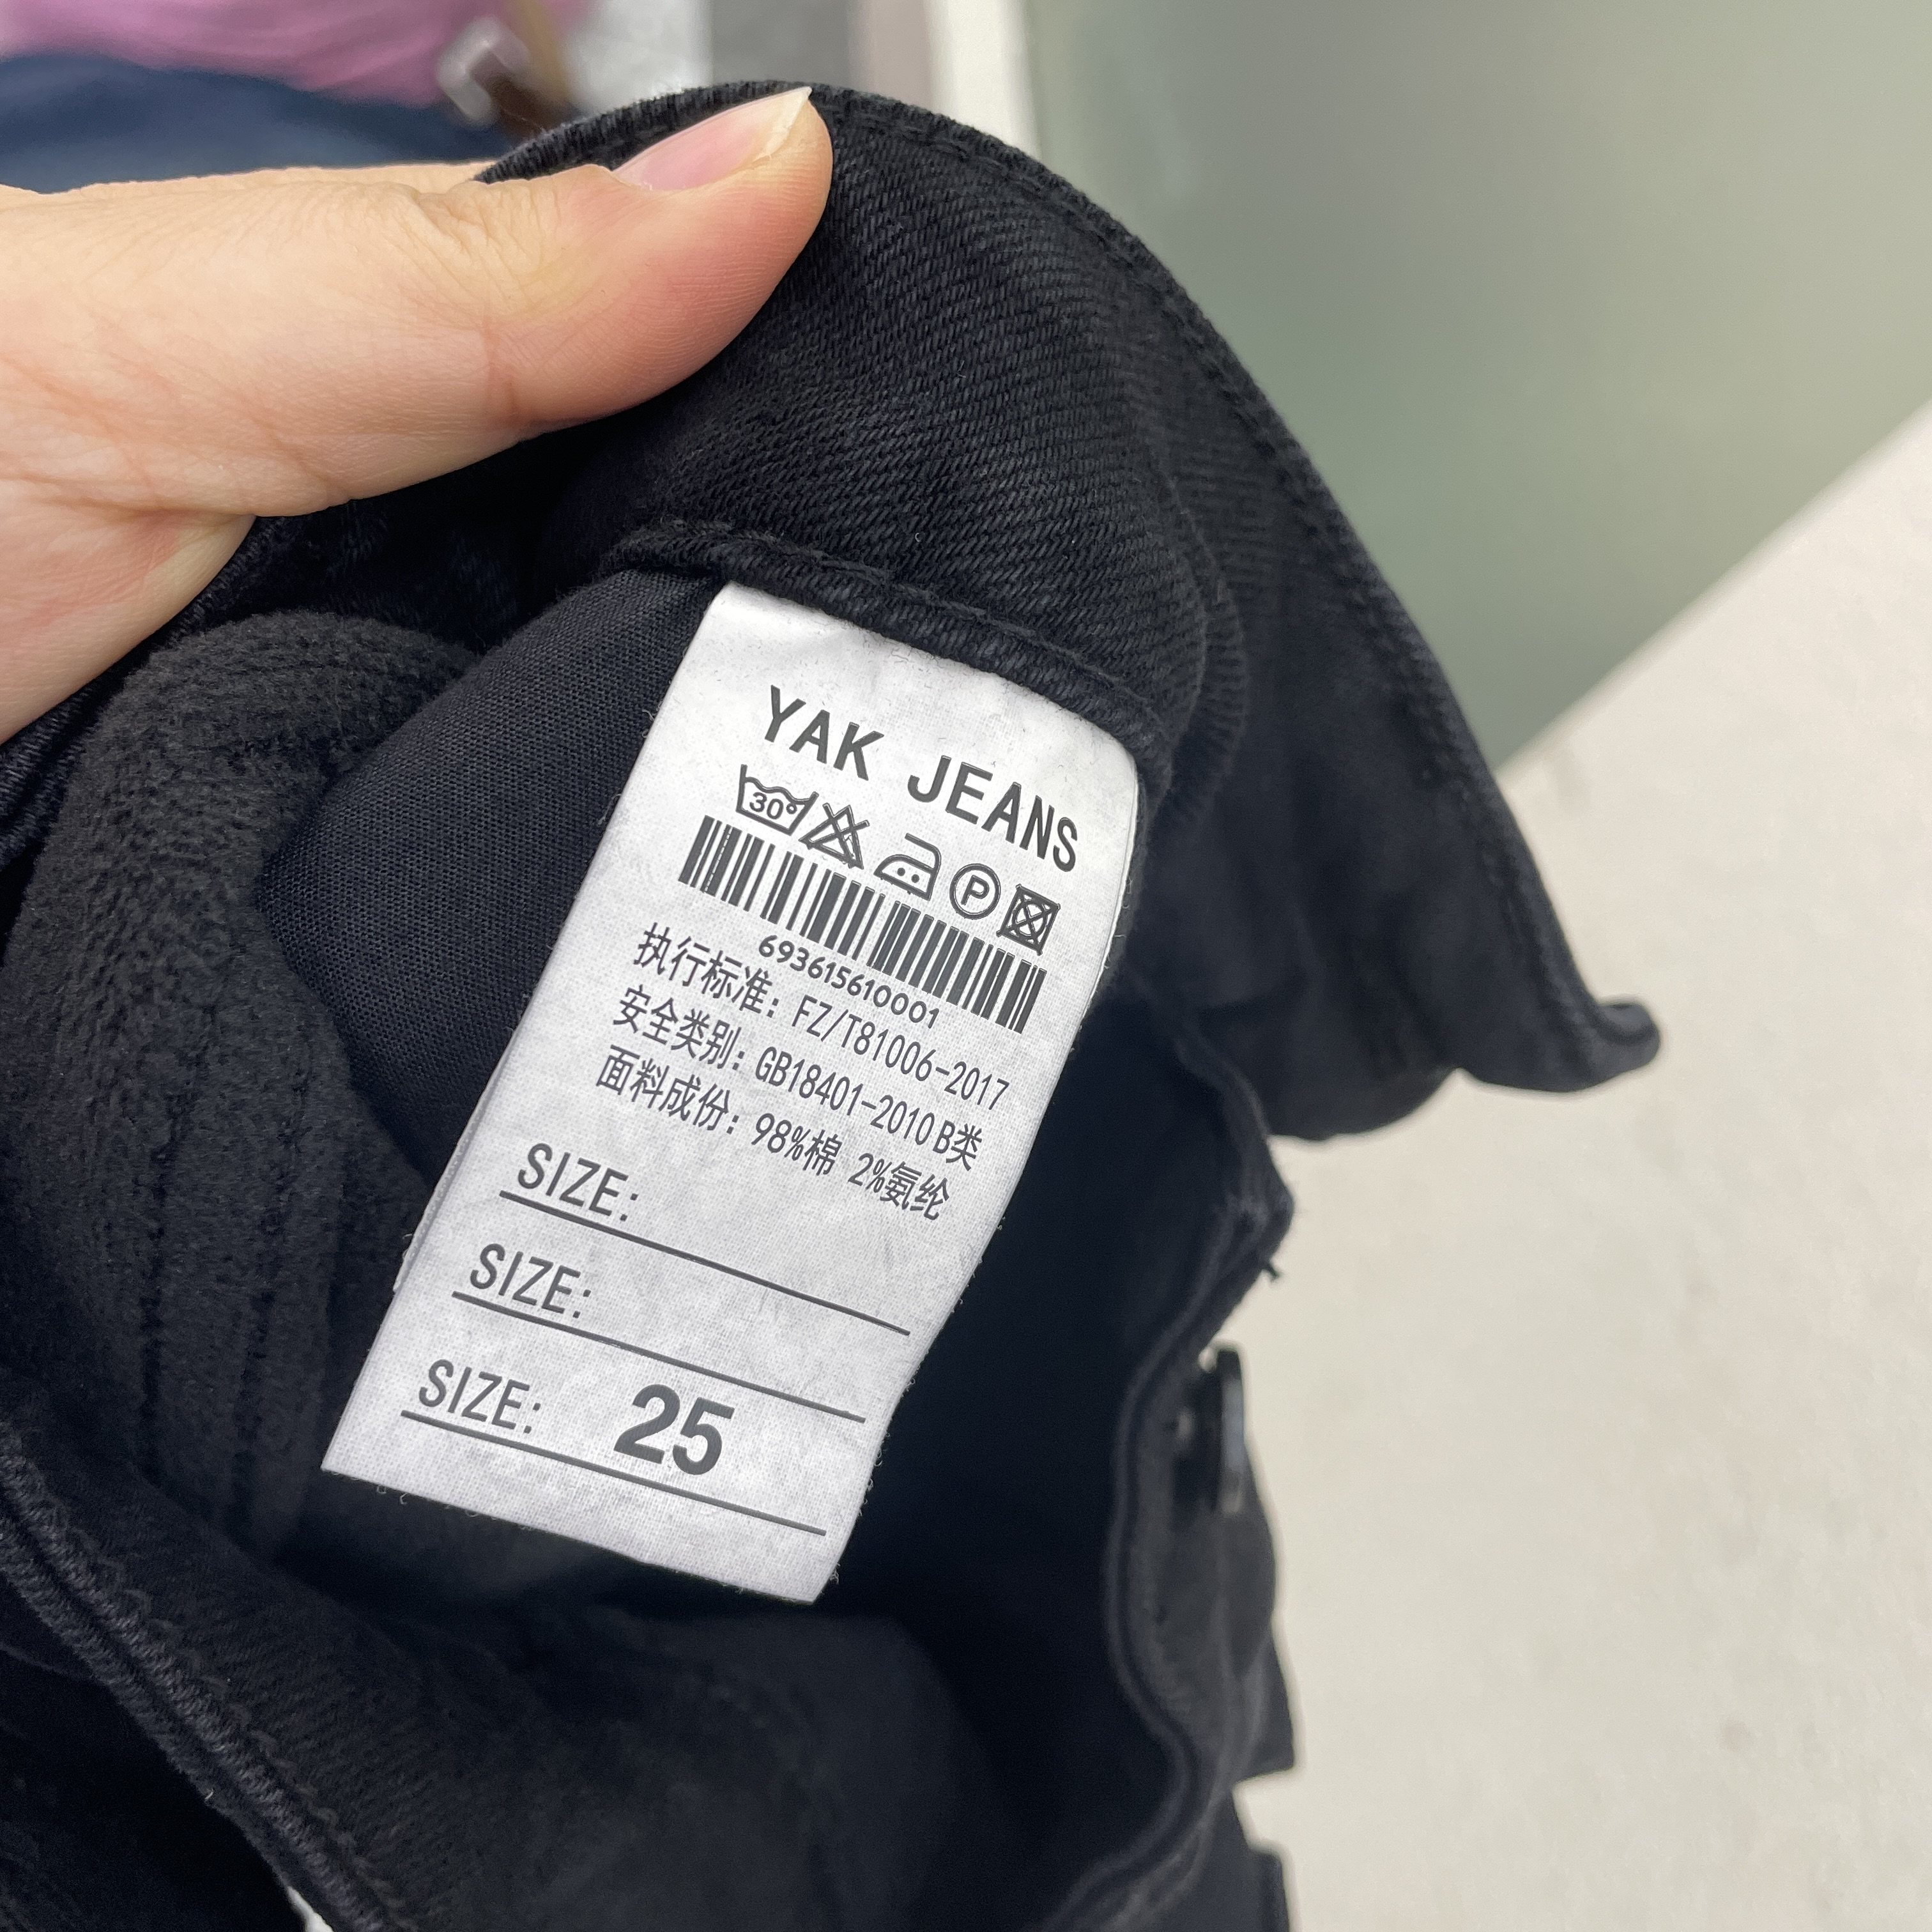 YAK JEANS
30°
P
693615610001
执行标准: FZ/T81006-2017
安全类别: GB18401-2010 B类
面料成份: 98%棉 2%氨纶
SIZE:
SIZE:
SIZE: 25